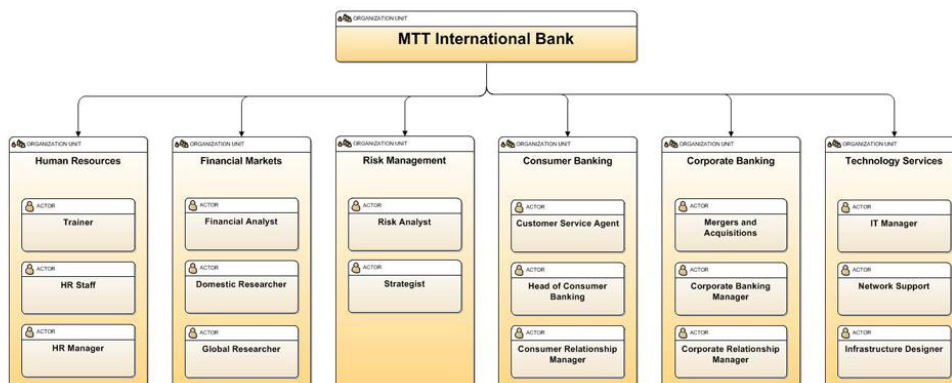 ORGANIZATION UNIT
MTT International Bank
ORGANIZATION UNIT
Human Resources
ACTOR
Trainer
ACTOR
HR Staff
ACTOR
HR Manager
ORGANIZATION UNIT
Financial Markets
ACTOR
Financial Analyst
ACTOR
Domestic Researcher
ACTOR
Global Researcher
ORGANIZATION UNIT
Risk Management
ACTOR
Risk Analyst
ACTOR
Strategist
ORGANIZATION UNIT
Consumer Banking
ACTOR
Customer Service Agent
ACTOR
Head of Consumer
Banking
ACTOR
Consumer Relationship
Manager
ORGANIZATION UNIT
Corporate Banking
ACTOR
Mergers and
Acquisitions
ACTOR
Corporate Banking
Manager
ACTOR
Corporate Relationship
Manager
ORGANIZATION UNIT
Technology Services
ACTOR
IT Manager
ACTOR
Network Support
ACTOR
Infrastructure Designer